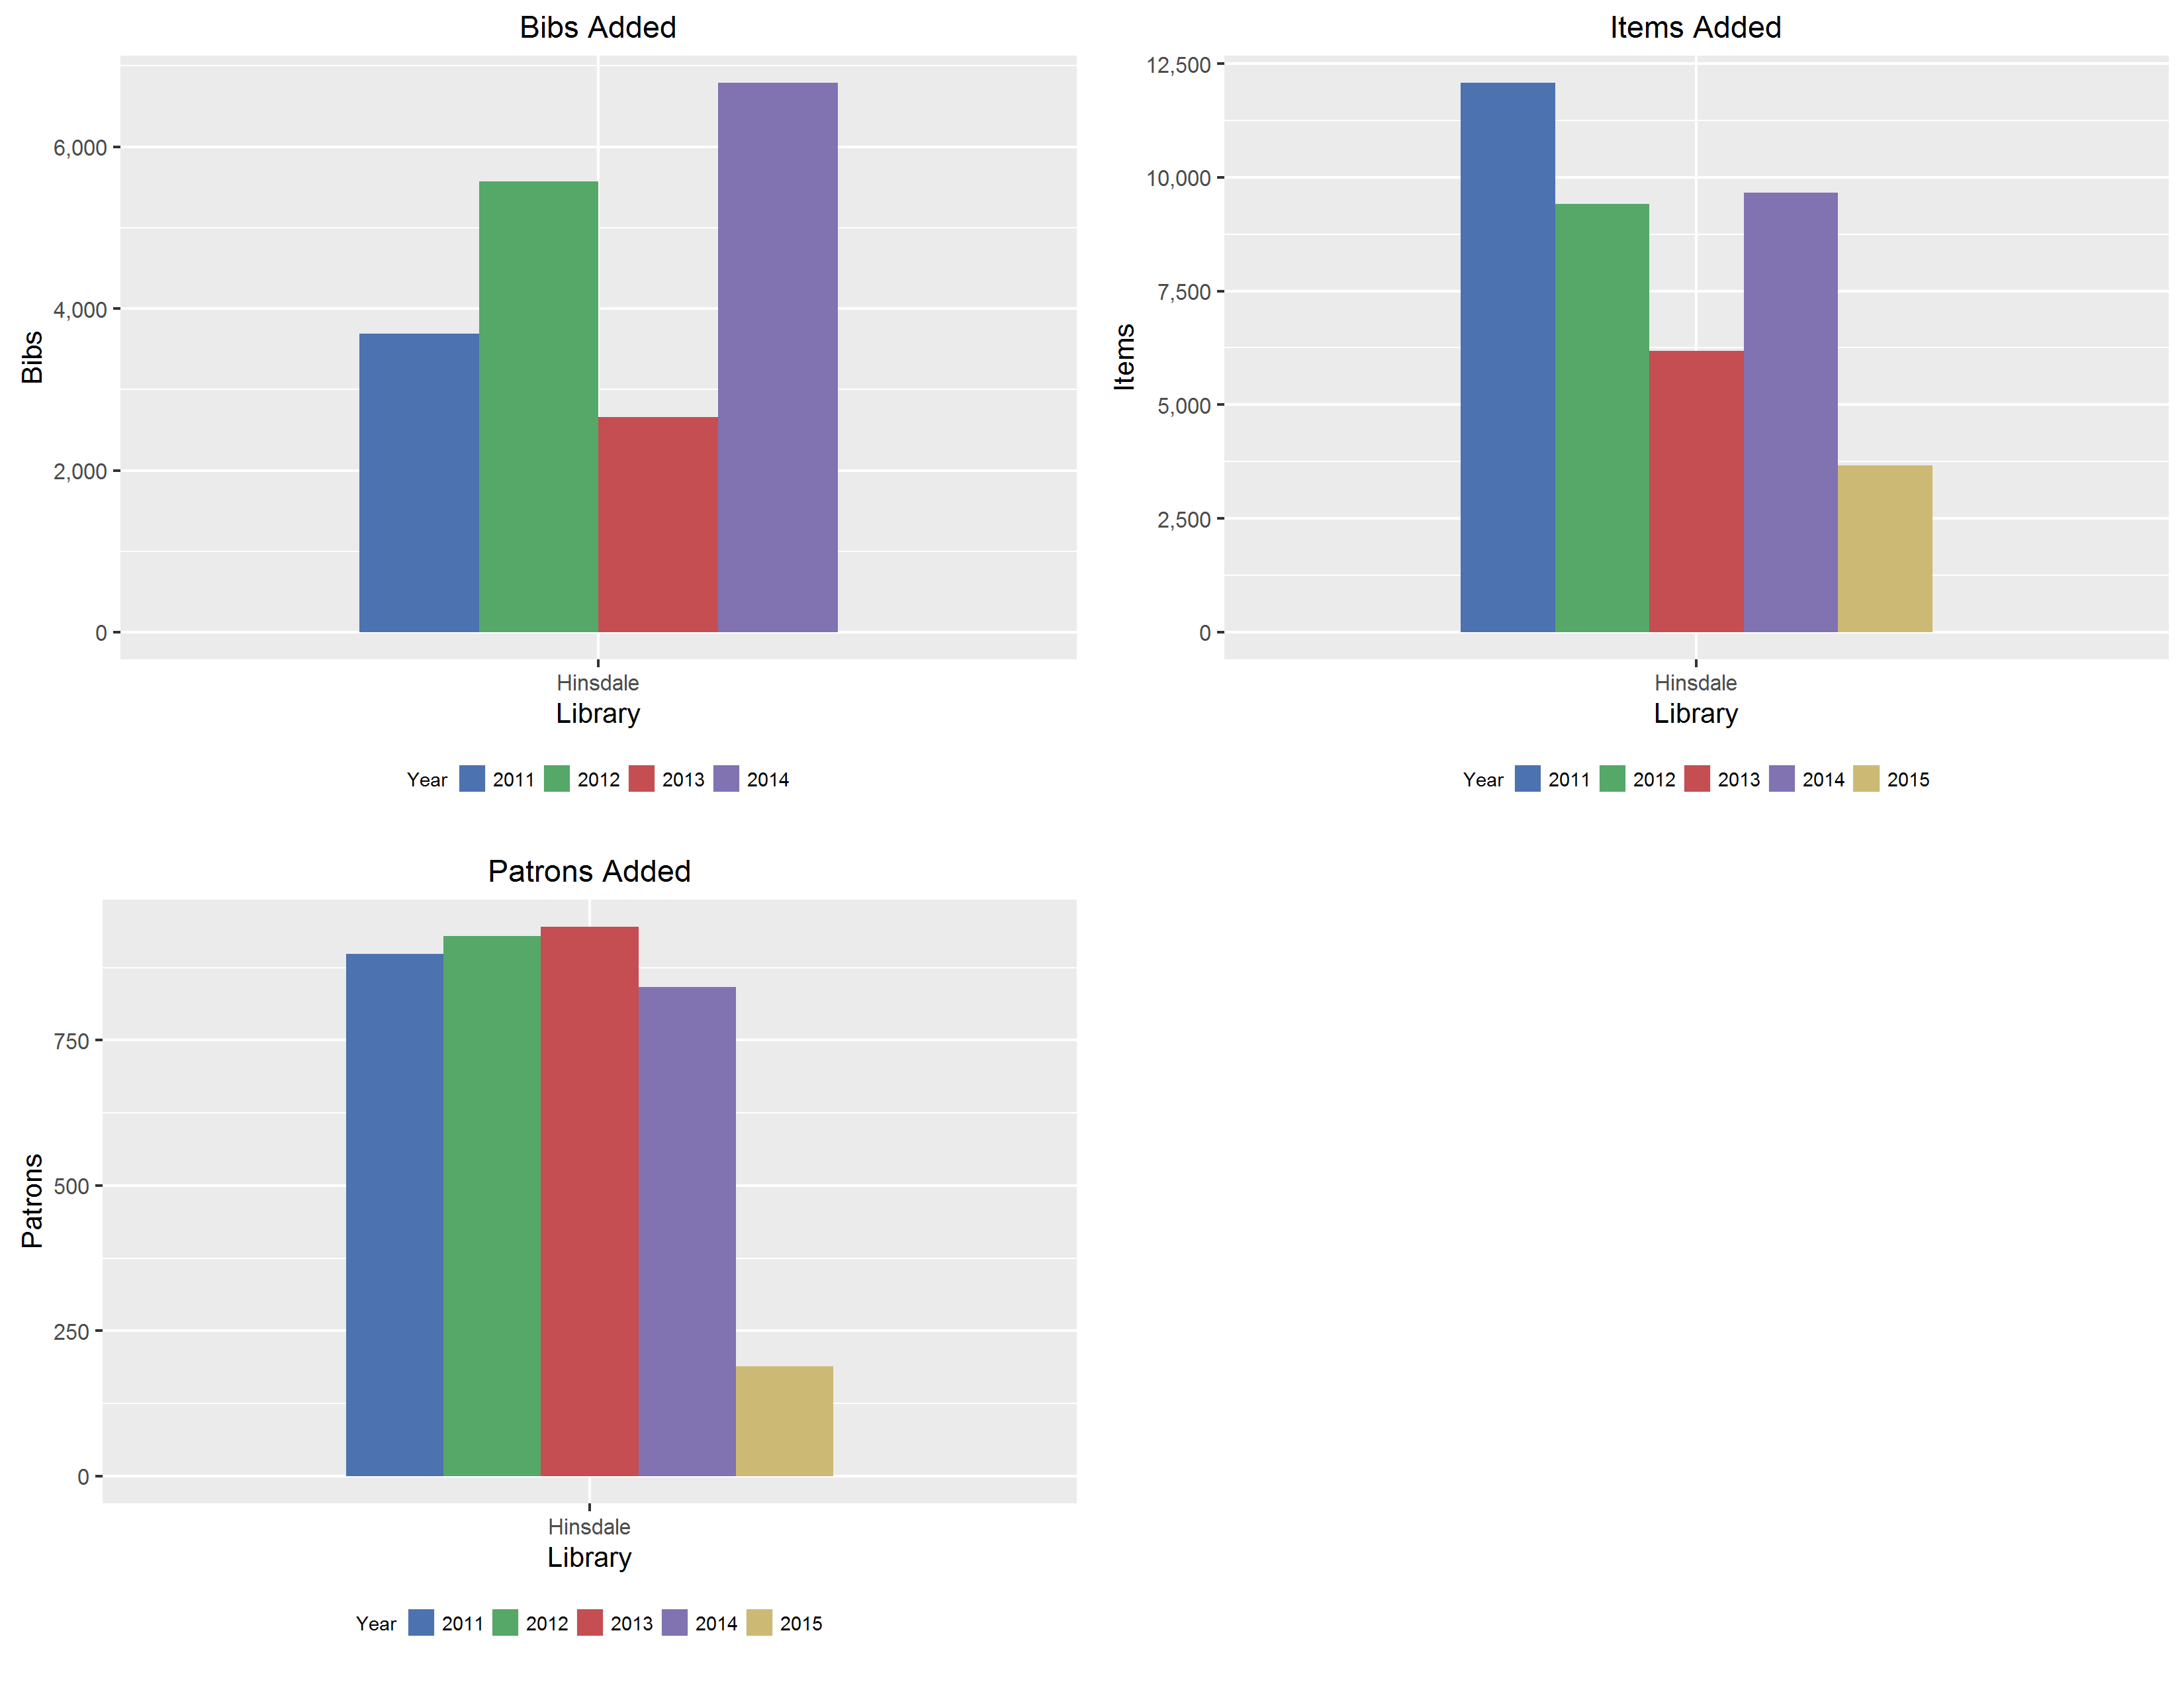 Bibs Added
6,000
4,000
2,000
0
Bibs
Hinsdale
Library
Year 2011 2012 2013 2014
Items Added
12,500
10,000
7,500
5,000
2,500
0
Items
Hinsdale
Library
Year 2011 2012 2013 2014 2015
Patrons Added
750
500
250
0
Patrons
Hinsdale
Library
Year 2011 2012 2013 2014 2015